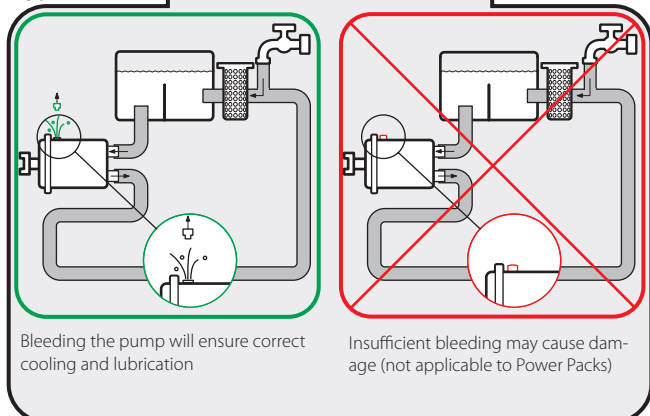 Bleeding the pump will ensure correct
cooling and lubrication
Insufficient bleeding may cause dam-
age (not applicable to Power Packs)